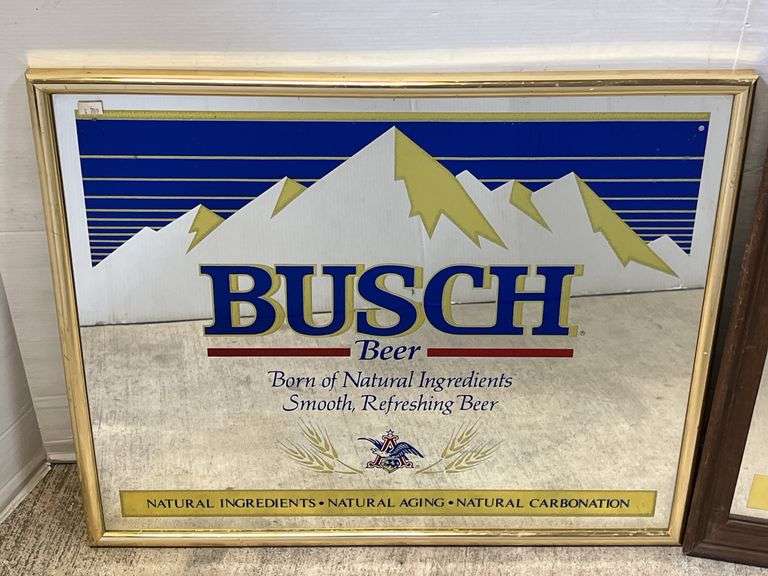 BUSCH®
Beer
Born of Natural Ingredients
Smooth, Refreshing Beer
NATURAL INGREDIENTS • NATURAL AGING • NATURAL CARBONATION